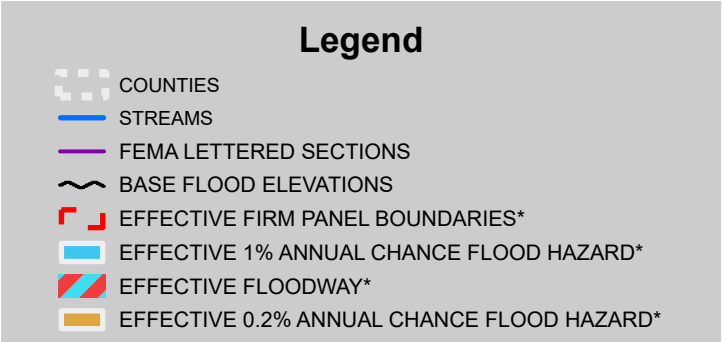 Legend
COUNTIES
STREAMS
FEMA LETTERED SECTIONS
BASE FLOOD ELEVATIONS
EFFECTIVE FIRM PANEL BOUNDARIES*
EFFECTIVE 1% ANNUAL CHANCE FLOOD HAZARD*
EFFECTIVE FLOODWAY*
EFFECTIVE 0.2% ANNUAL CHANCE FLOOD HAZARD*